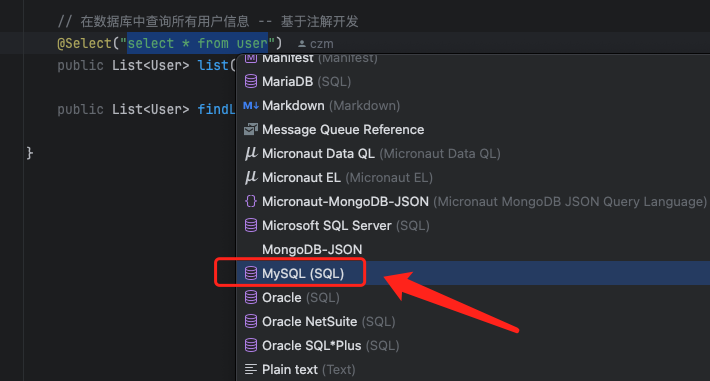 // 在数据库中查询所有用户信息 -- 基于注解开发
@Select("select * from user") czm
public List<User> list(
public List<User> findL
}
Manifest (Manifest)
MariaDB (SQL)
M↓ Markdown (Markdown)
Message Queue Reference
μ Micronaut Data QL (Micronaut Data QL)
μ Micronaut EL (Micronaut EL)
{} Micronaut-MongoDB-JSON (Micronaut MongoDB JSON Query Language)
Microsoft SQL Server (SQL)
MongoDB-JSON
MySQL (SQL)
Oracle (SQL)
Oracle NetSuite (SQL)
Oracle SQL*Plus (SQL)
Plain text (Text)